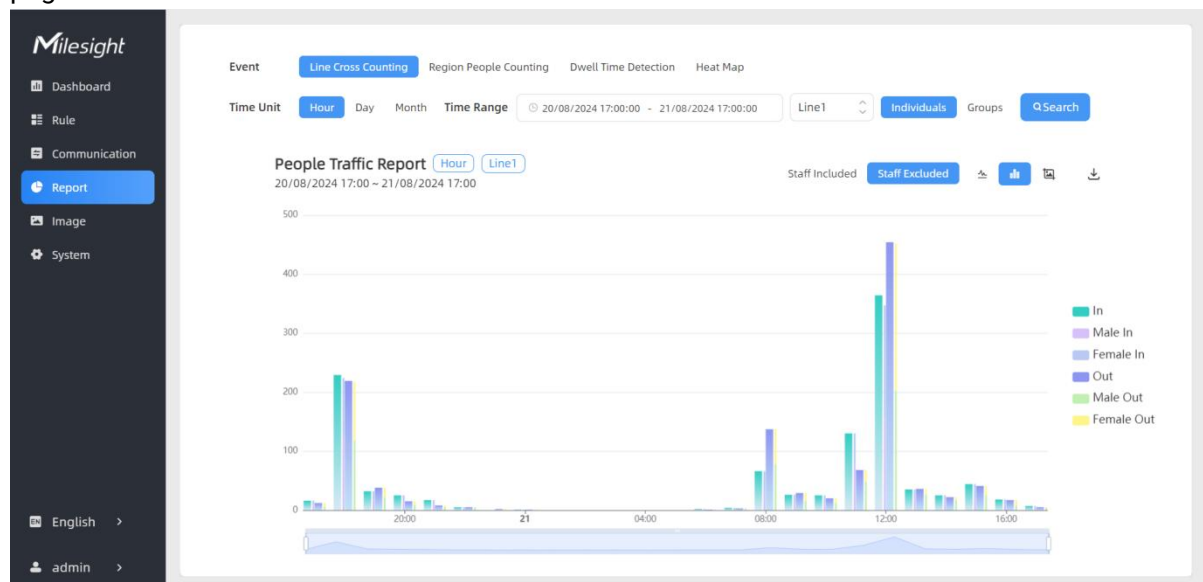 Milesight
Dashboard
Rule
Communication
Report
Image
System
English >
admin >
Event Line Cross Counting Region People Counting Dwell Time Detection Heat Map
Time Unit Hour Day Month Time Range 20/08/2024 17:00:00 - 21/08/2024 17:00:00 Line1 Individuals Groups Search
People Traffic Report Hour Line1
20/08/2024 17:00 ~ 21/08/2024 17:00
Staff Included Staff Excluded
500
400
300
200
100
0
20:00 21 04:00 08:00 12:00 16:00
In
Male In
Female In
Out
Male Out
Female Out